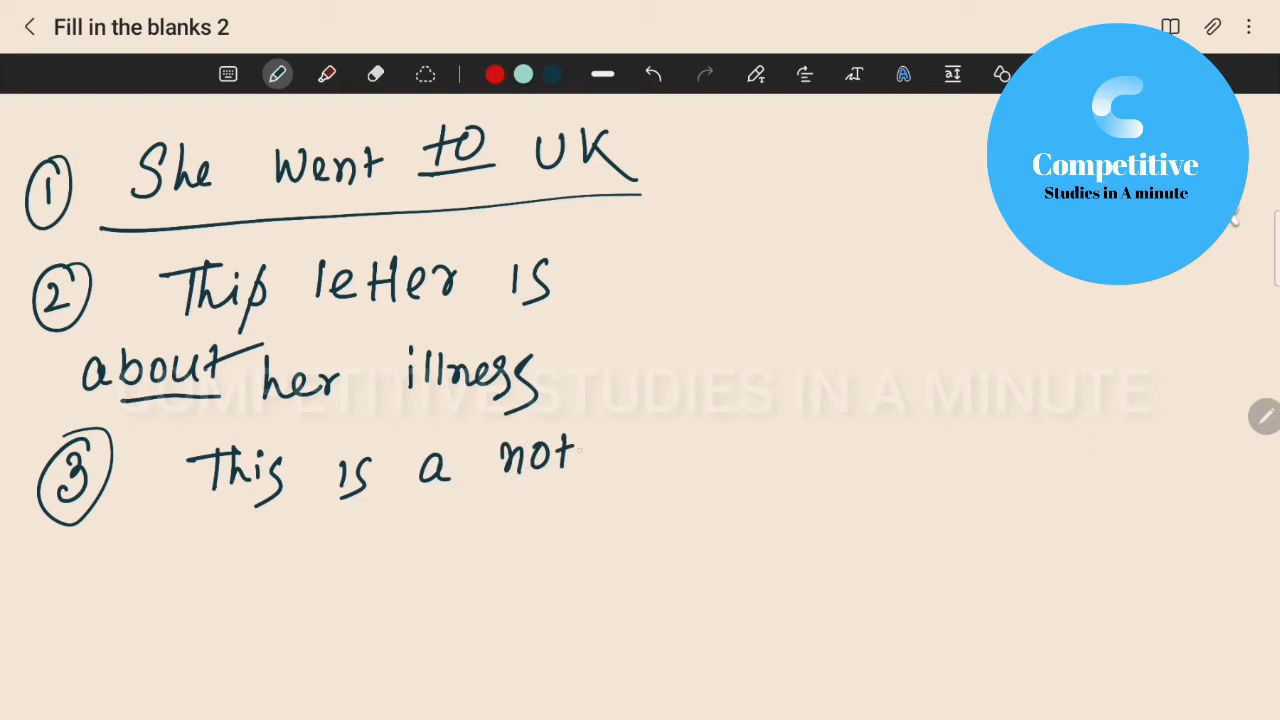 Fill in the blanks 2
Competitive
Studies in A minute
1 She went to UK
2 This letter is
about her illness
COMPETITIVE STUDIES IN A MINUTE
3 This is a not